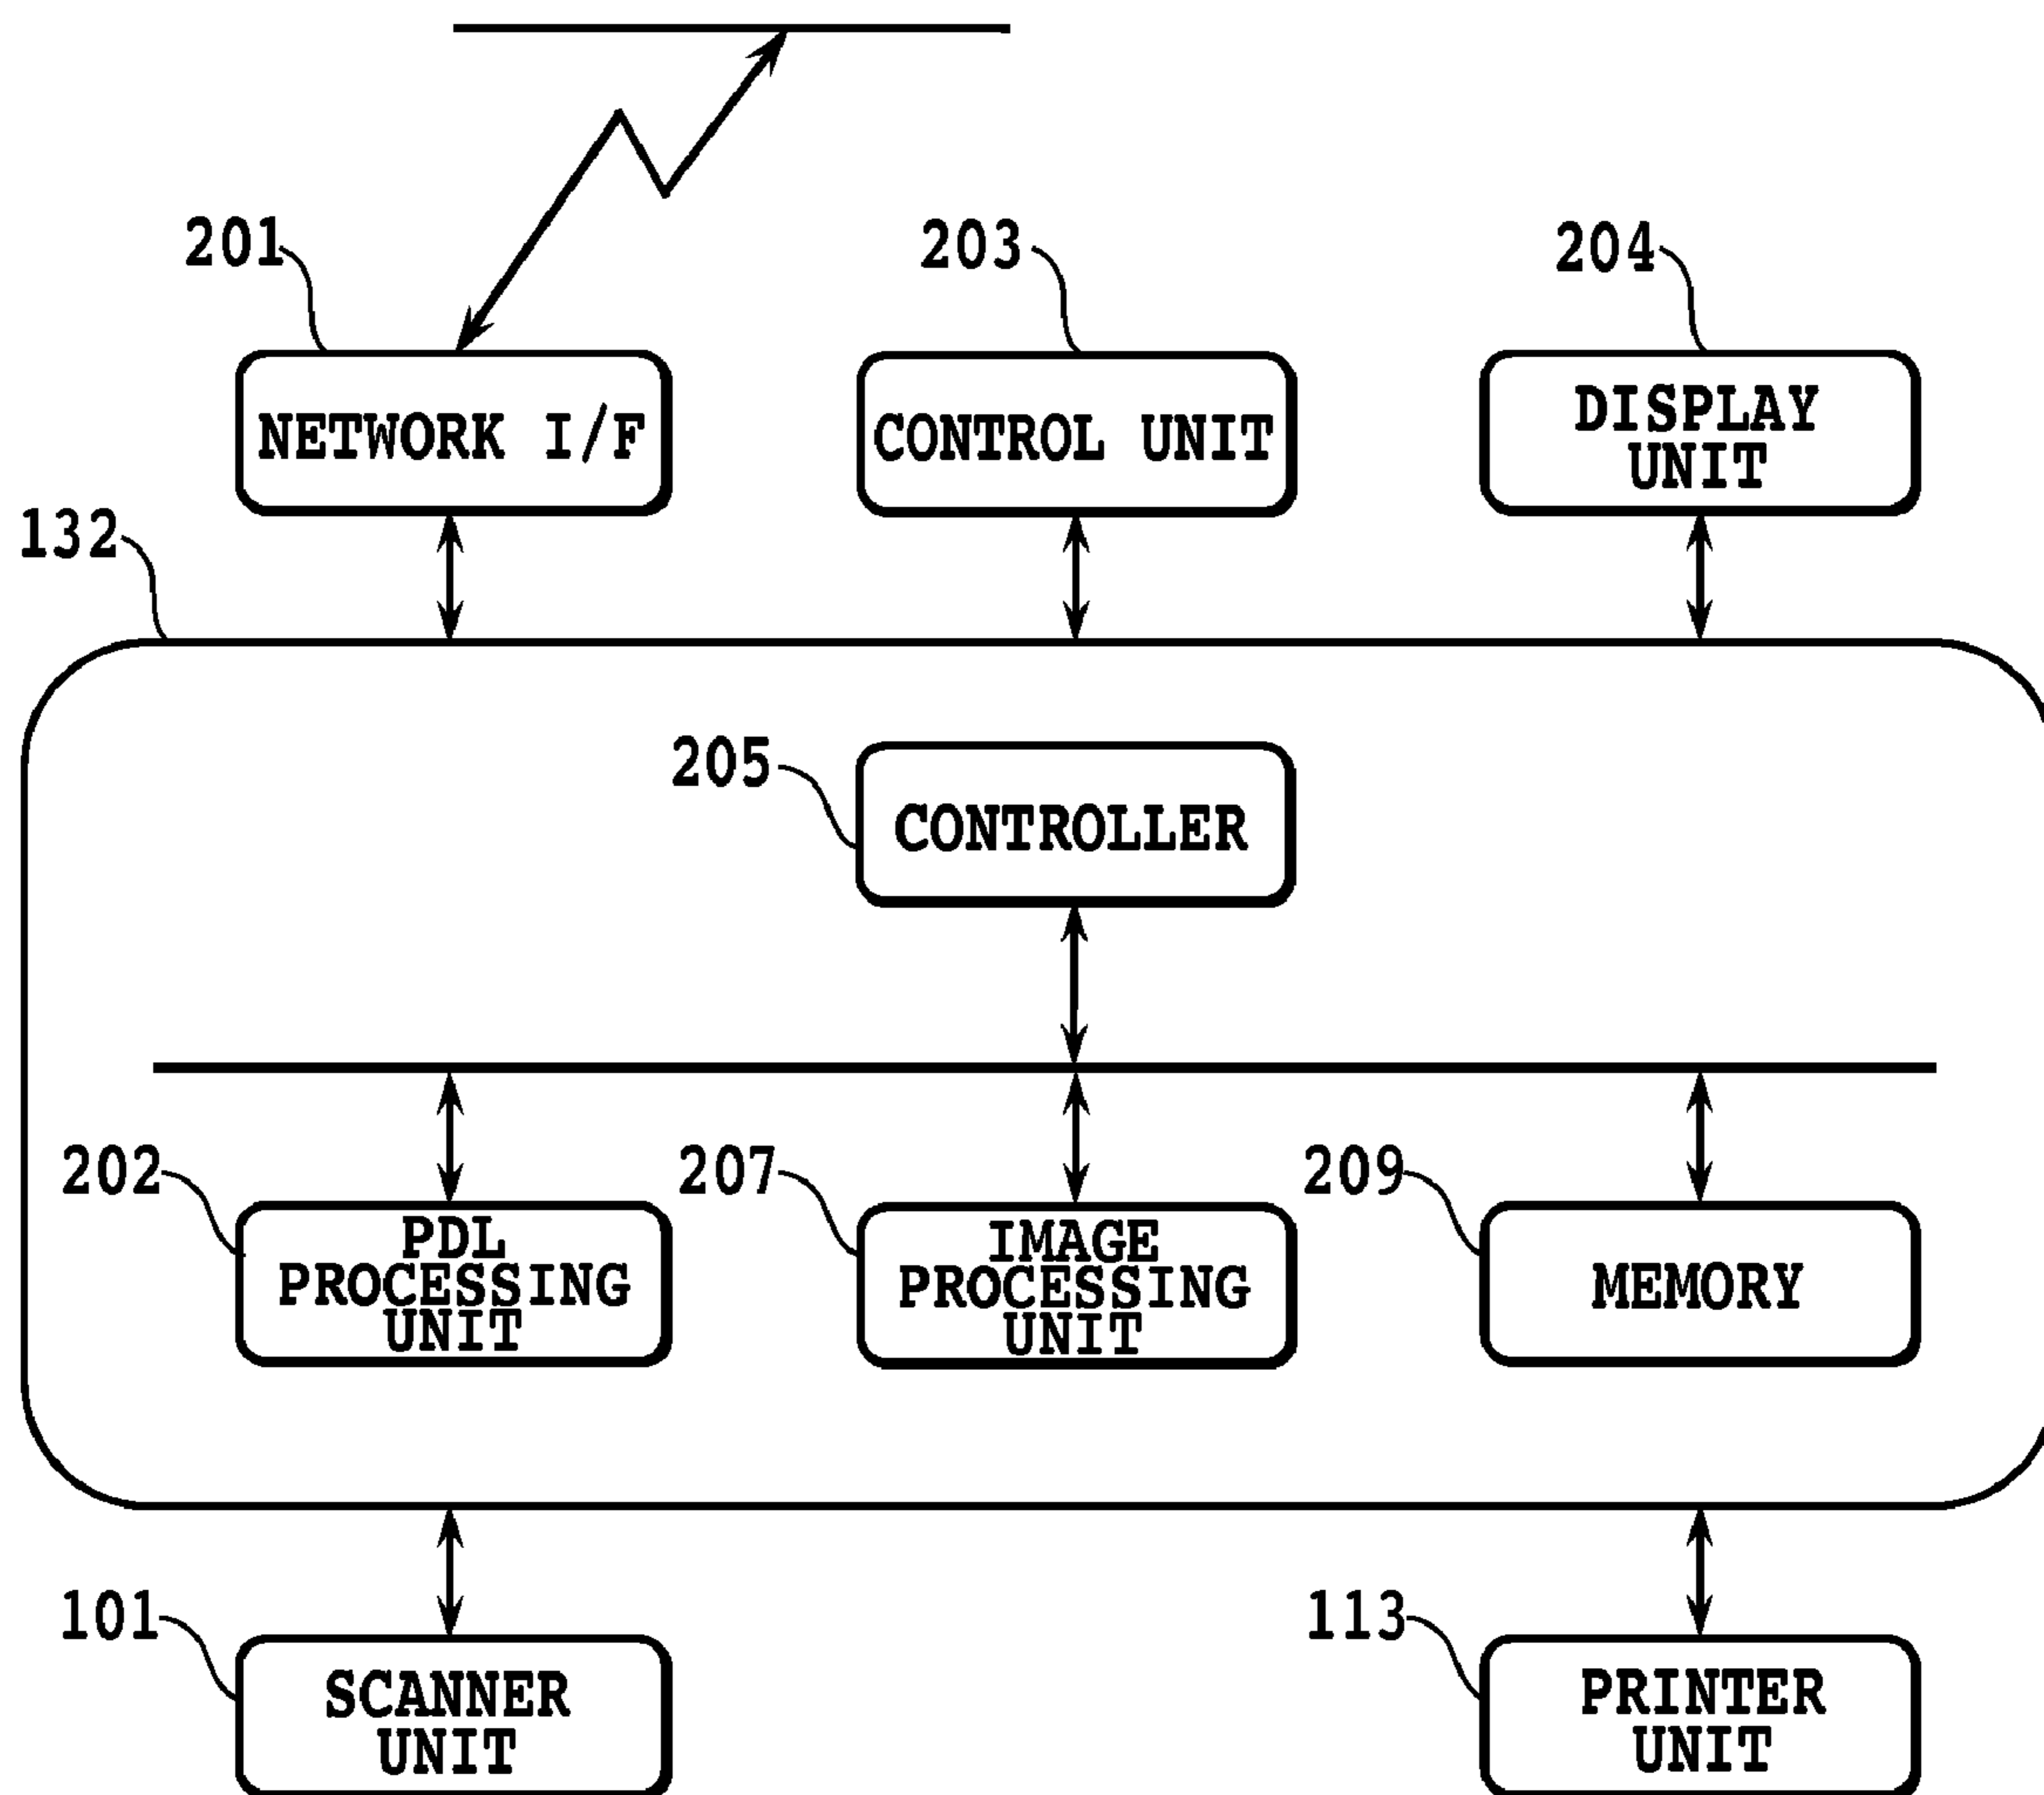 201
203
204
NETWORK I/F
CONTROL UNIT
DISPLAY
UNIT
132
205
CONTROLLER
202
207
209
PDL
PROCESSING
UNIT
IMAGE
PROCESSING
UNIT
MEMORY
101
113
SCANNER
UNIT
PRINTER
UNIT